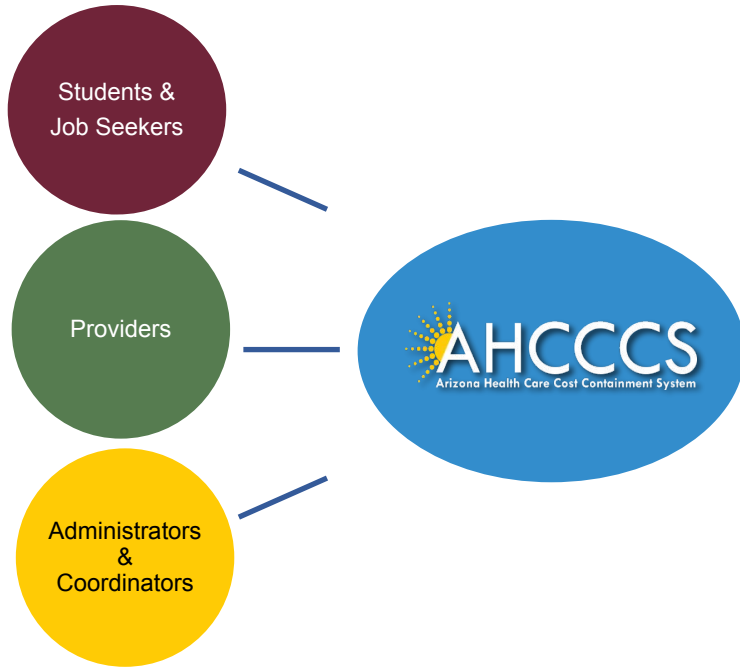 Students &
Job Seekers
Providers
AHCCCS
Arizona Health Care Cost Containment System
Administrators
&
Coordinators